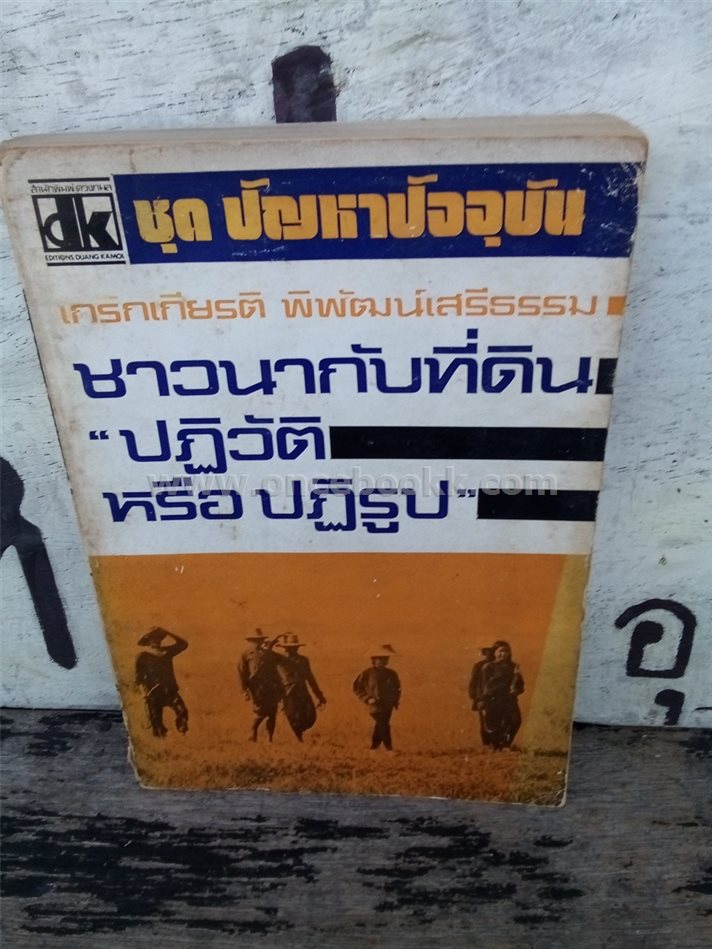 สำนักพิมพ์ดวงกมล
dk
EDITIONS DUANG KAMOL
ชุด ปัญหาปัจจุบัน
เกริกเกียรติ พิพัฒน์เสรีธรรม
ชาวนากับที่ดิน
“ ปฏิวัติ
หรือ ปฏิรูป ”
www.oncebookk.com
อุ